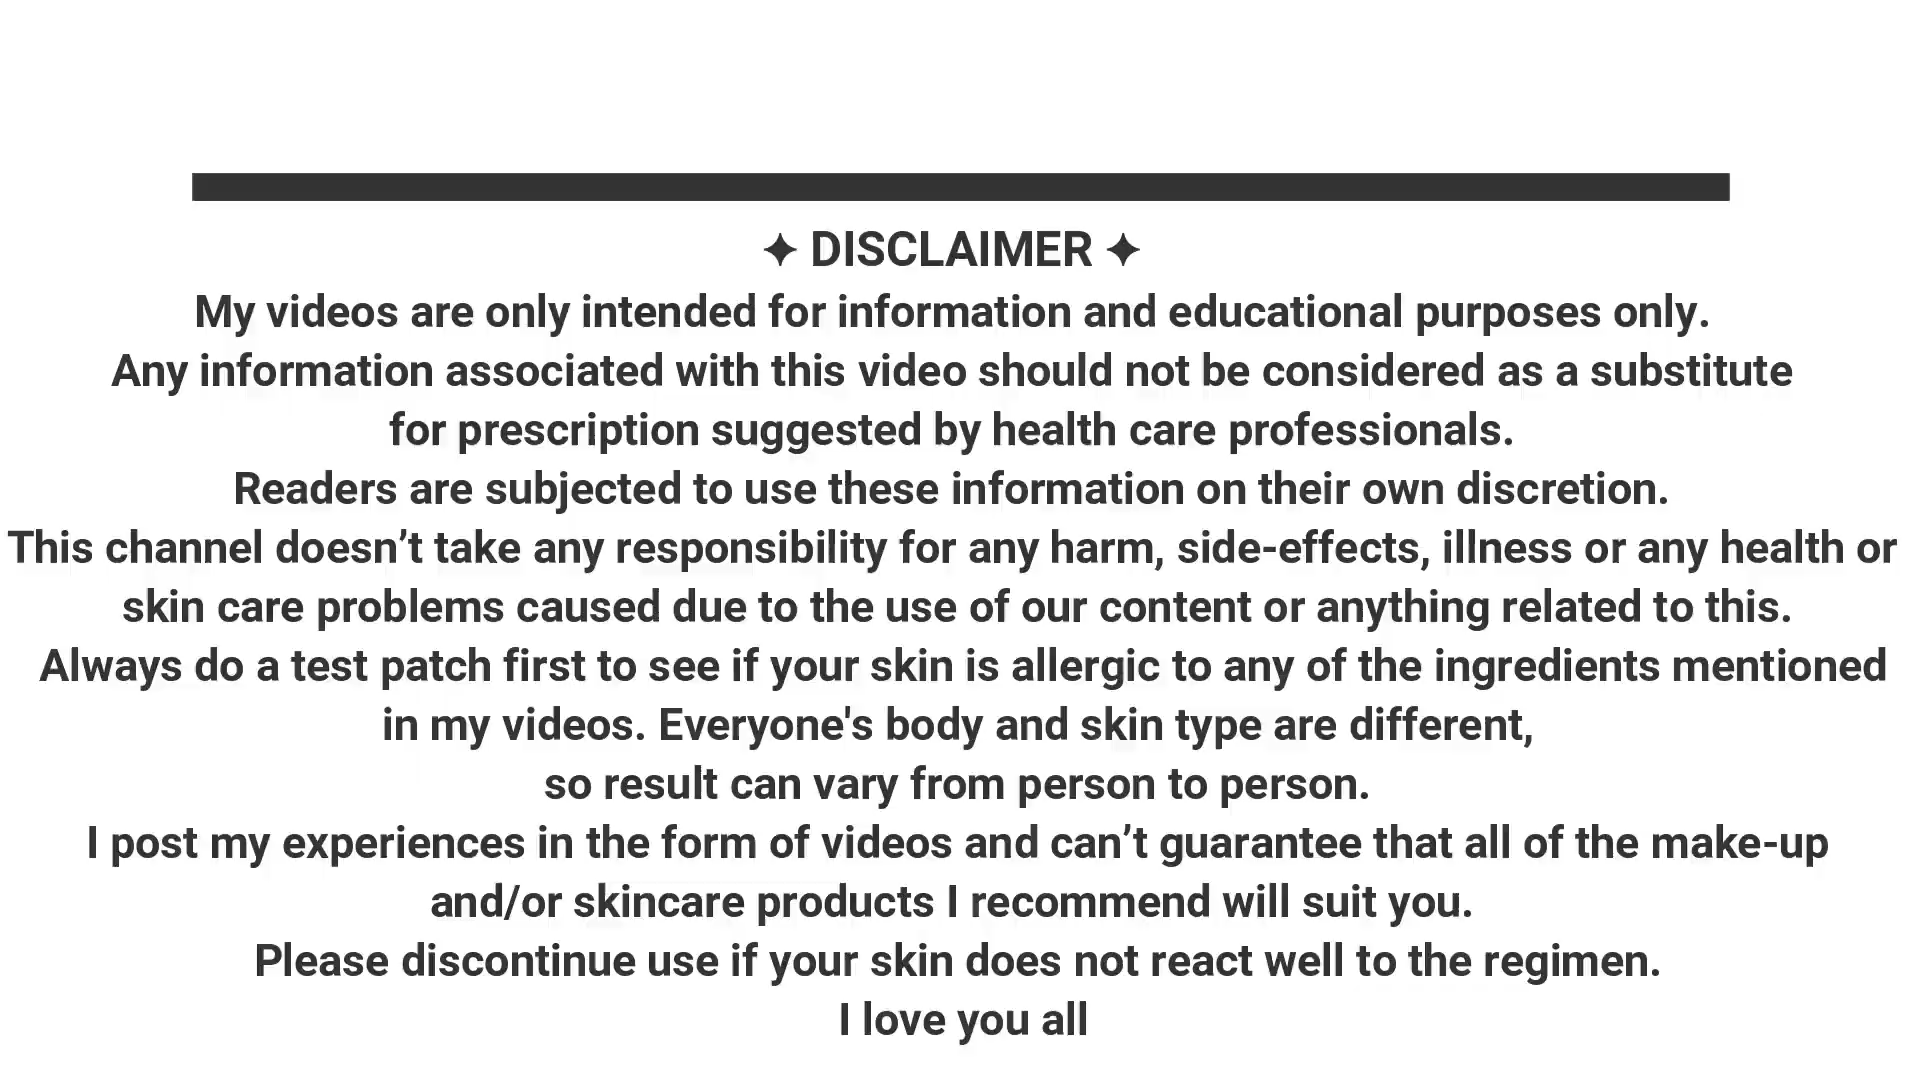 ✦ DISCLAIMER ✦
My videos are only intended for information and educational purposes only.
Any information associated with this video should not be considered as a substitute
for prescription suggested by health care professionals.
Readers are subjected to use these information on their own discretion.
This channel doesn’t take any responsibility for any harm, side-effects, illness or any health or
skin care problems caused due to the use of our content or anything related to this.
Always do a test patch first to see if your skin is allergic to any of the ingredients mentioned
in my videos. Everyone's body and skin type are different,
so result can vary from person to person.
I post my experiences in the form of videos and can’t guarantee that all of the make-up
and/or skincare products I recommend will suit you.
Please discontinue use if your skin does not react well to the regimen.
I love you all